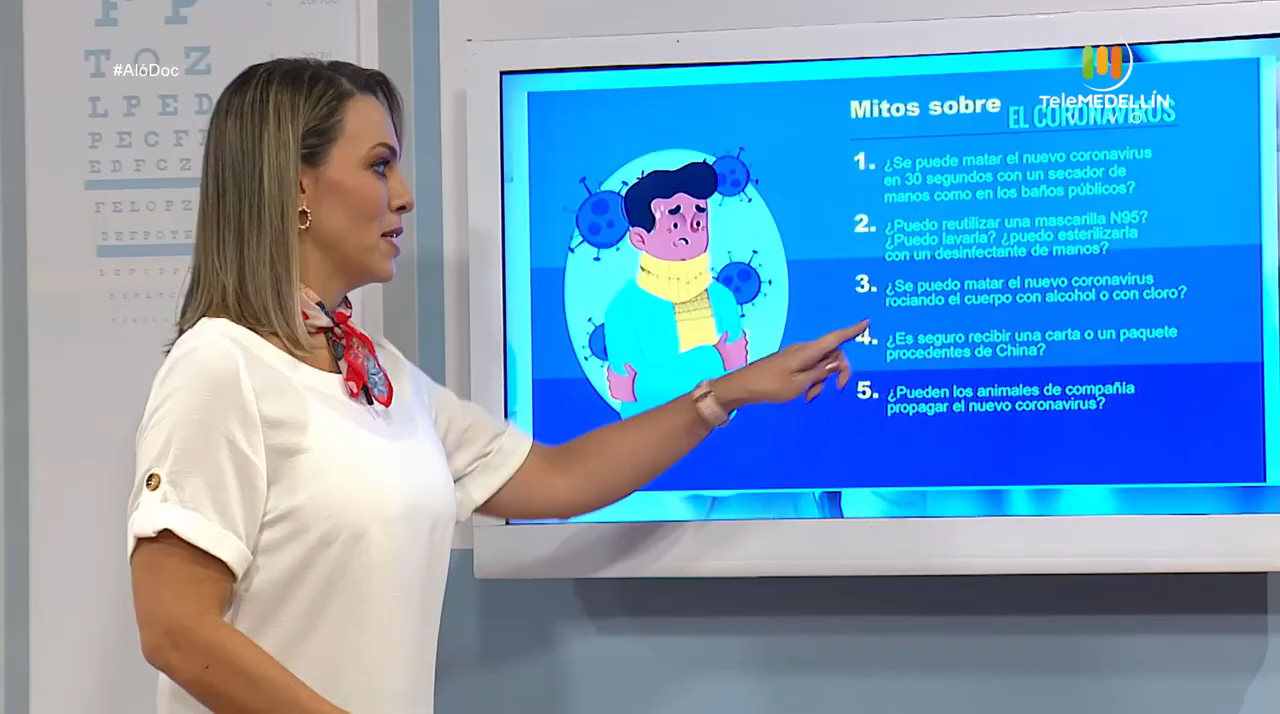 F P
T O Z
#AlóDoc
L P E D
P E C F
E D F C Z
F E L O P Z
D E F P O T E
TeleMEDELLÍN
VIVO
Mitos sobre EL CORONAVIRUS
1. ¿Se puede matar el nuevo coronavirus
en 30 segundos con un secador de
manos como en los baños públicos?
2. ¿Puedo reutilizar una mascarilla N95?
¿Puedo lavarla? ¿puedo esterilizarla
con un desinfectante de manos?
3. ¿Se puedo matar el nuevo coronavirus
rociando el cuerpo con alcohol o con cloro?
4. ¿Es seguro recibir una carta o un paquete
procedentes de China?
5. ¿Pueden los animales de compañía
propagar el nuevo coronavirus?